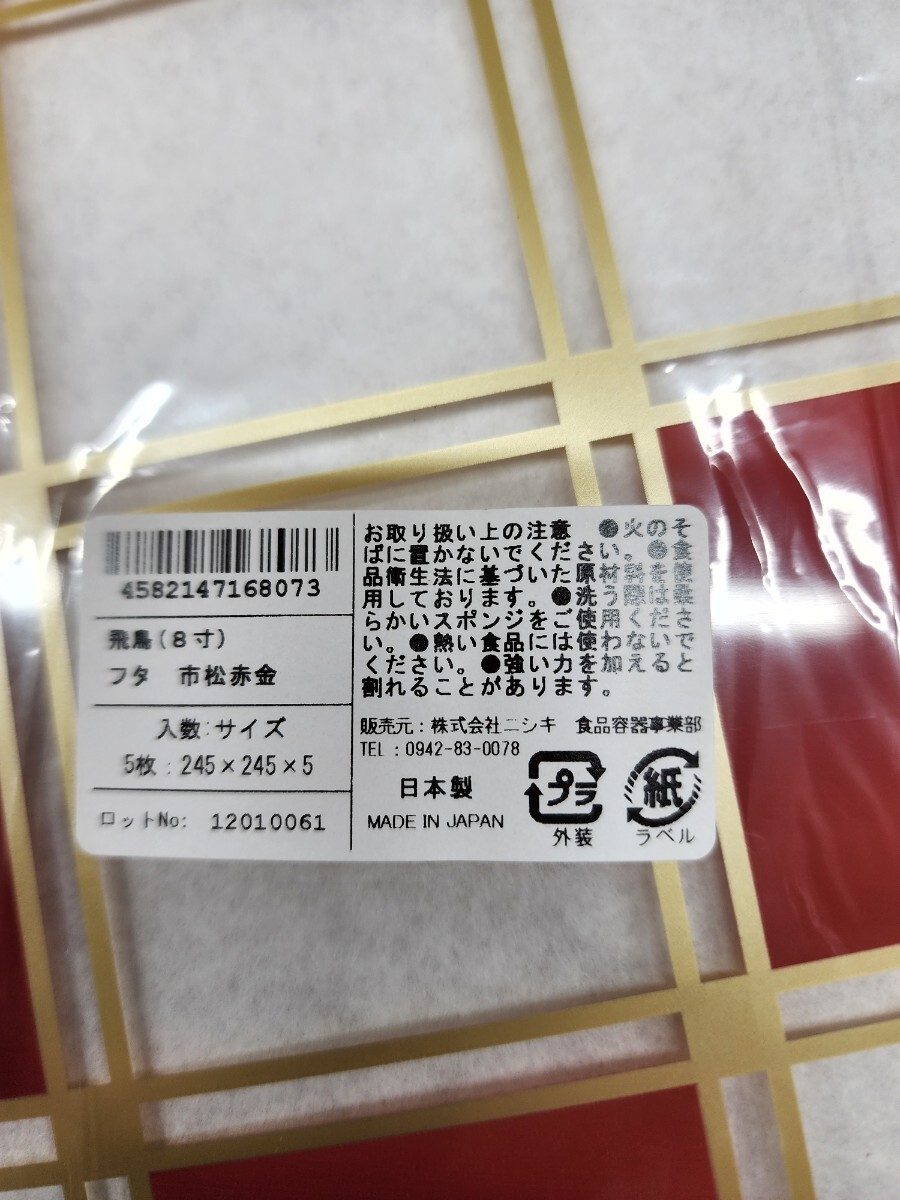 4582147168073
飛鳥(8寸)
フタ 市松赤金
入数:サイズ
5枚:245×245×5
ロットNo: 12010061
お取り扱い上の注意 ●火のそ
ばに置かないでください。●食
品衛生法に基づいた原材料を使
用しております。●洗う際は柔
らかいスポンジをご使用くださ
い。●熱い食品には使わないで
ください。●強い力を加えると
割れることがあります。
販売元:株式会社ニシキ 食品容器事業部
TEL:0942-83-0078
日本製
MADE IN JAPAN
プラ
外装
紙
ラベル